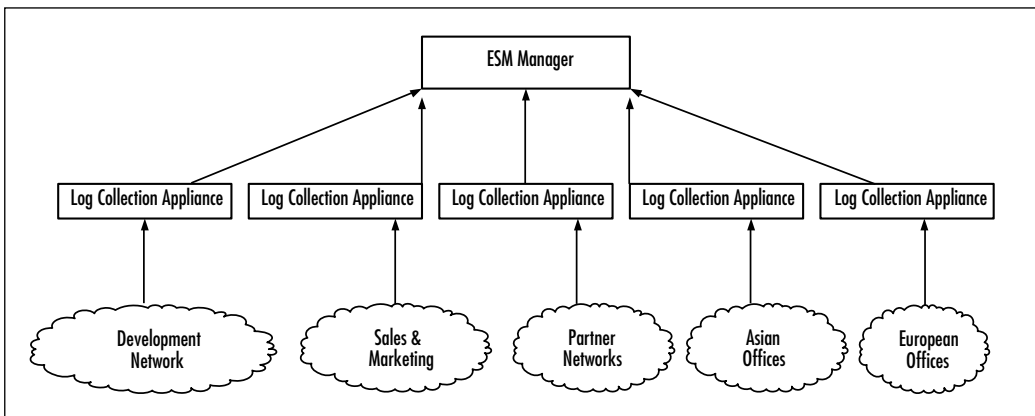 ESM Manager
Log Collection Appliance
Log Collection Appliance
Log Collection Appliance
Log Collection Appliance
Log Collection Appliance
Development
Network
Sales &
Marketing
Partner
Networks
Asian
Offices
European
Offices